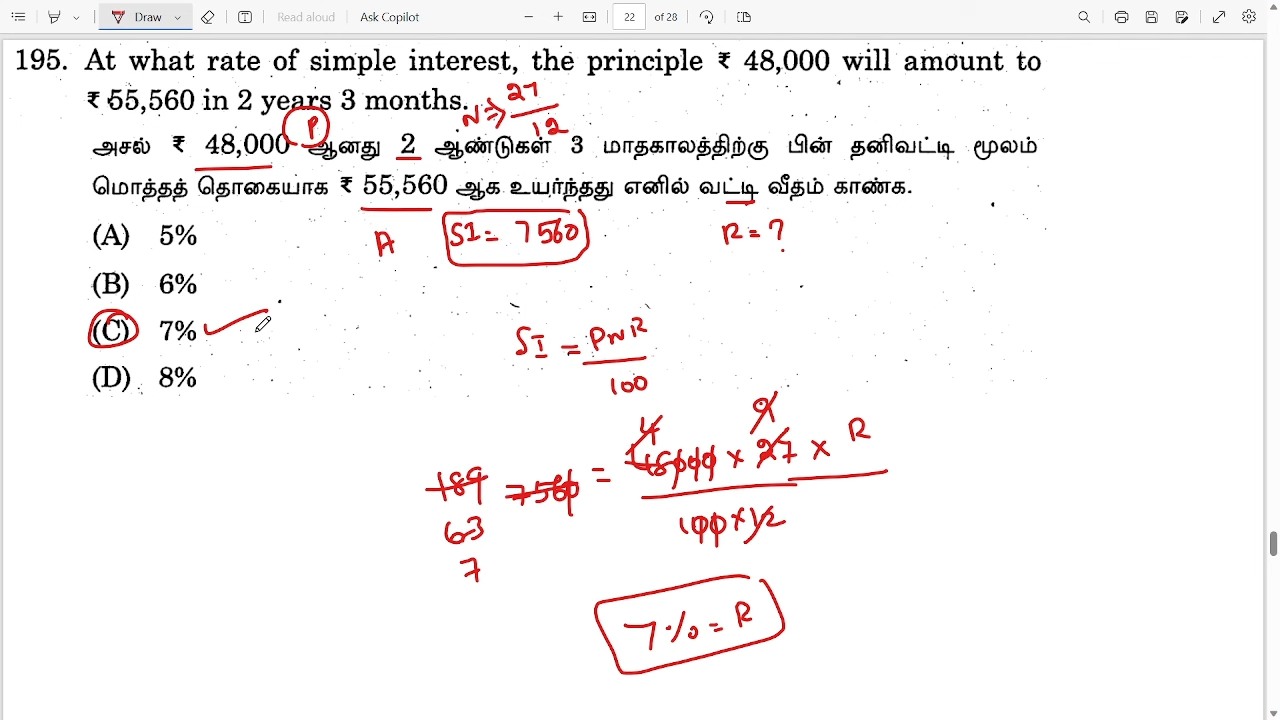 Draw
Read aloud
Ask Copilot
22
of 28
195. At what rate of simple interest, the principle ₹ 48,000 will amount to
₹ 55,560 in 2 years 3 months.
N ⇒ 27/12
P
அசல் ₹ 48,000 ஆனது 2 ஆண்டுகள் 3 மாதகாலத்திற்கு பின் தனிவட்டி மூலம்
மொத்தத் தொகையாக ₹ 55,560 ஆக உயர்ந்தது எனில் வட்டி வீதம் காண்க.
(A) 5%
A
SI = 7560
R = ?
(B) 6%
(C) 7%
SI = PNR
100
(D) 8%
4
9
189 7560 = 48000 × 27 × R
63
100 × 12
7
7% = R